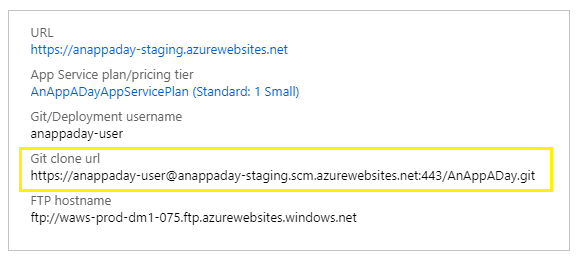 URL
https://anappaday-staging.azurewebsites.net
App Service plan/pricing tier
AnAppADayAppServicePlan (Standard: 1 Small)
Git/Deployment username
anappaday-user
Git clone url
https://anappaday-user@anappaday-staging.scm.azurewebsites.net:443/AnAppADay.git
FTP hostname
ftp://waws-prod-dm1-075.ftp.azurewebsites.windows.net